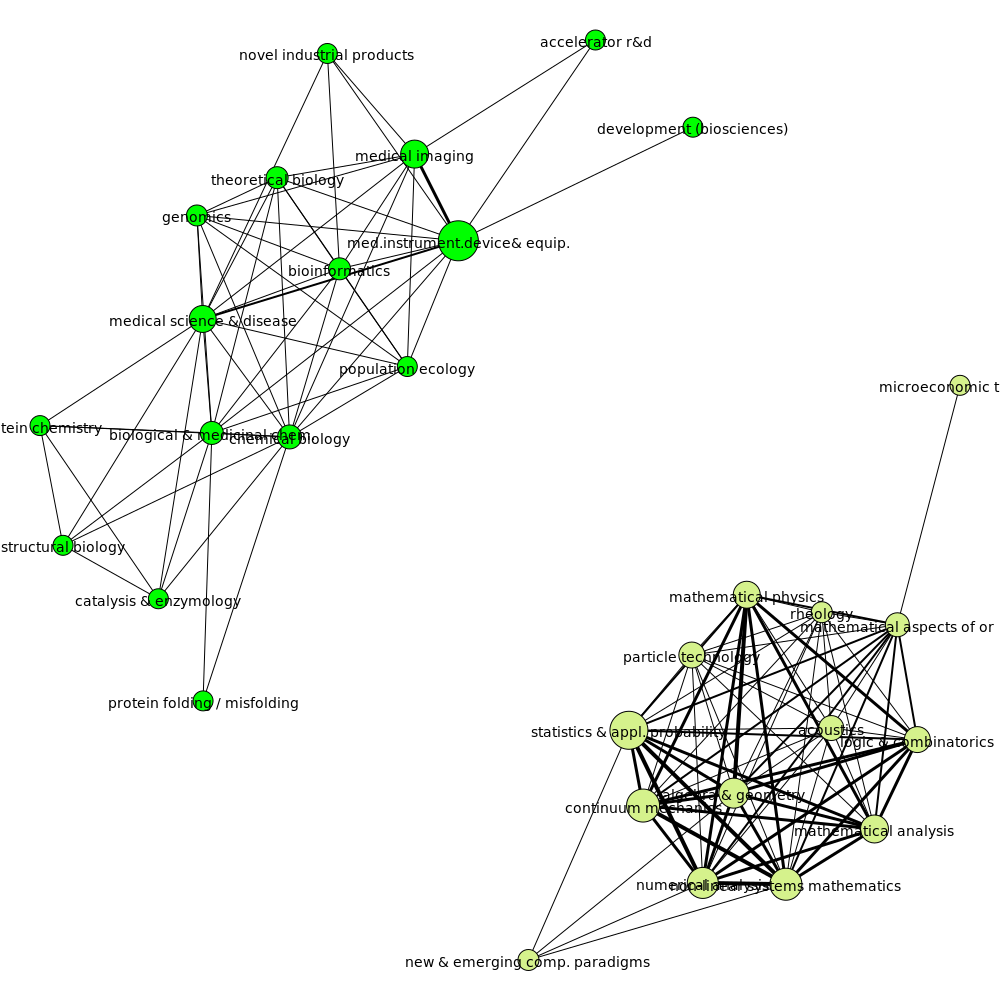 accelerator r&d
novel industrial products
development (biosciences)
medical imaging
theoretical biology
genomics
med.instrument.device& equip.
bioinformatics
medical science & disease
population ecology
microeconomic t
tein chemistry
biological & medicinal chem.
chemical biology
structural biology
catalysis & enzymology
mathematical physics
rheology
mathematical aspects of or
particle technology
protein folding / misfolding
statistics & appl. probability
acoustics
logic & combinatorics
algebra & geometry
continuum mechanics
mathematical analysis
numerical analysis
non-linear systems mathematics
new & emerging comp. paradigms